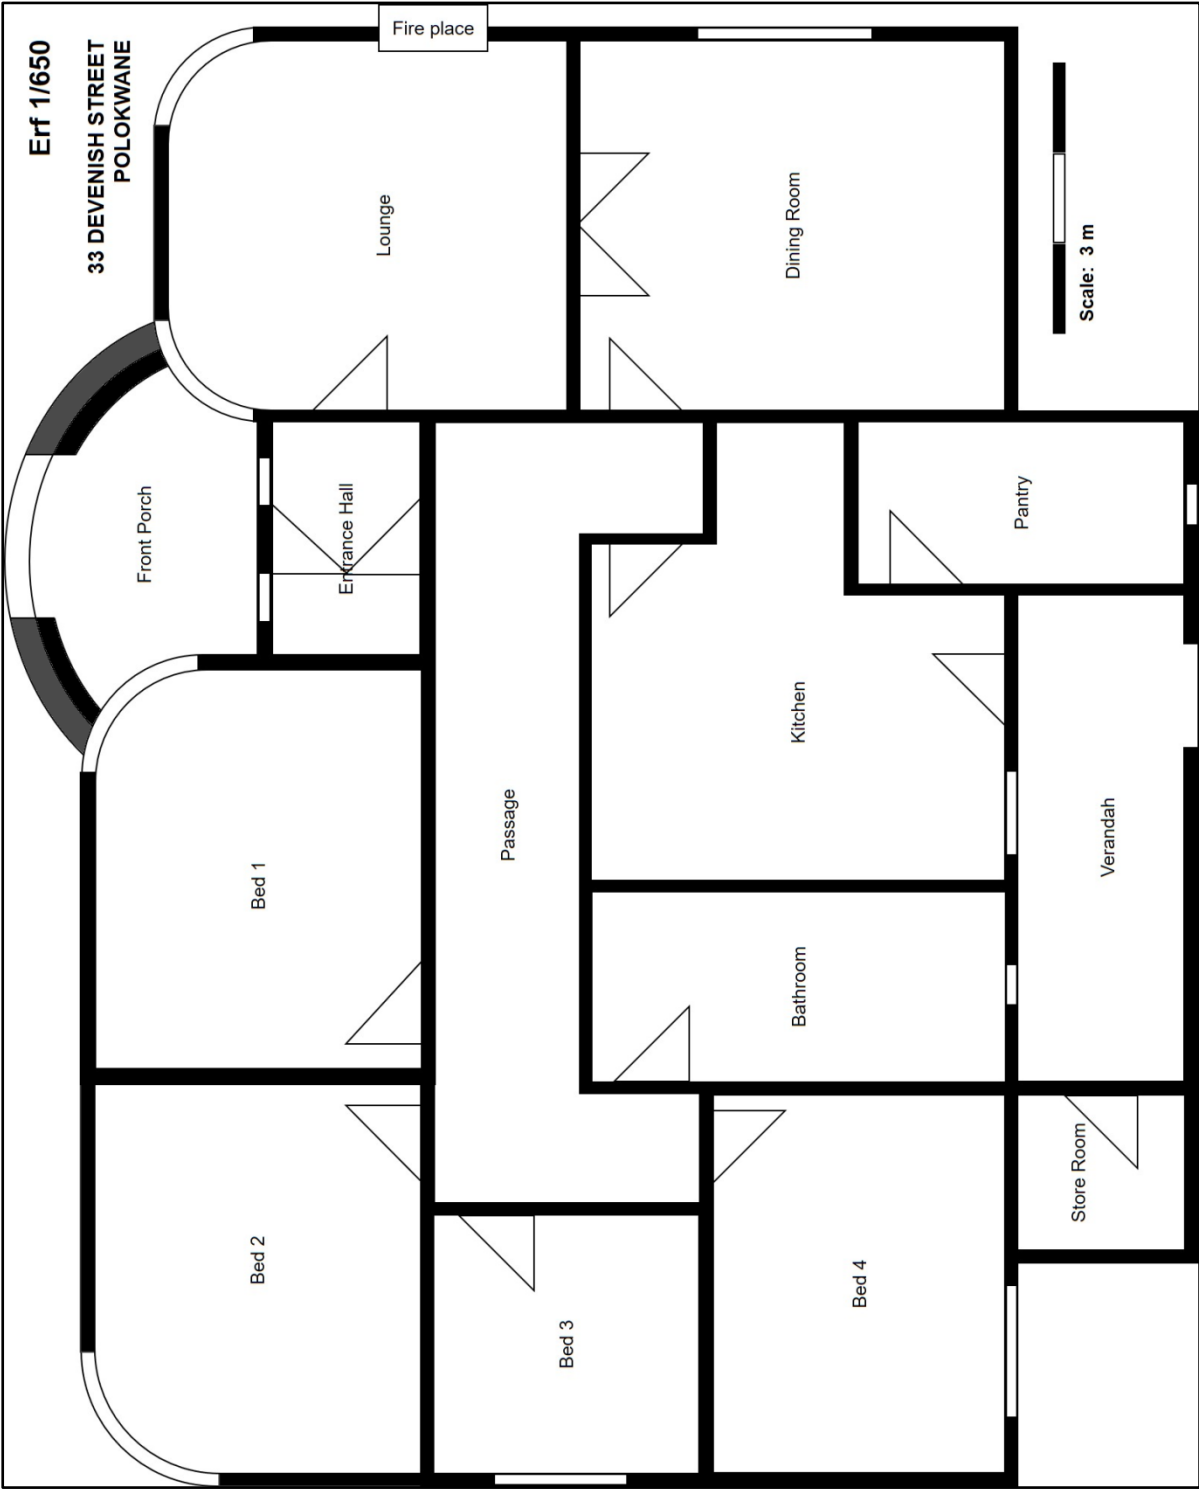 Erf 1/650
33 DEVENISH STREET
POLOKWANE
Fire place
Lounge
Dining Room
Scale: 3 m
Front Porch
Entrance Hall
Pantry
Passage
Kitchen
Verandah
Bed 1
Bathroom
Bed 2
Bed 3
Bed 4
Store Room